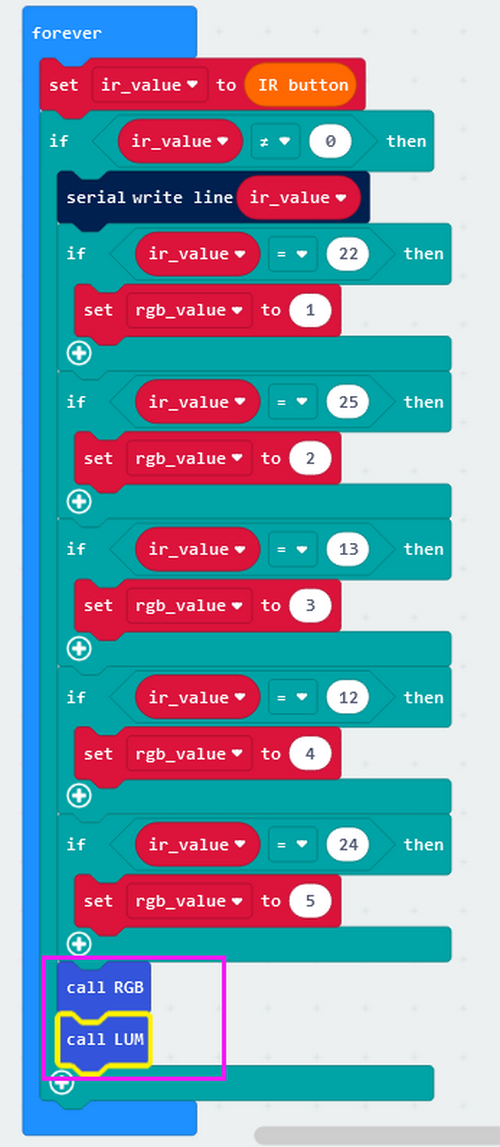 forever
set ir_value to IR button
if ir_value ≠ 0 then
serial write line ir_value
if ir_value = 22 then
set rgb_value to 1
if ir_value = 25 then
set rgb_value to 2
if ir_value = 13 then
set rgb_value to 3
if ir_value = 12 then
set rgb_value to 4
if ir_value = 24 then
set rgb_value to 5
call RGB
call LUM